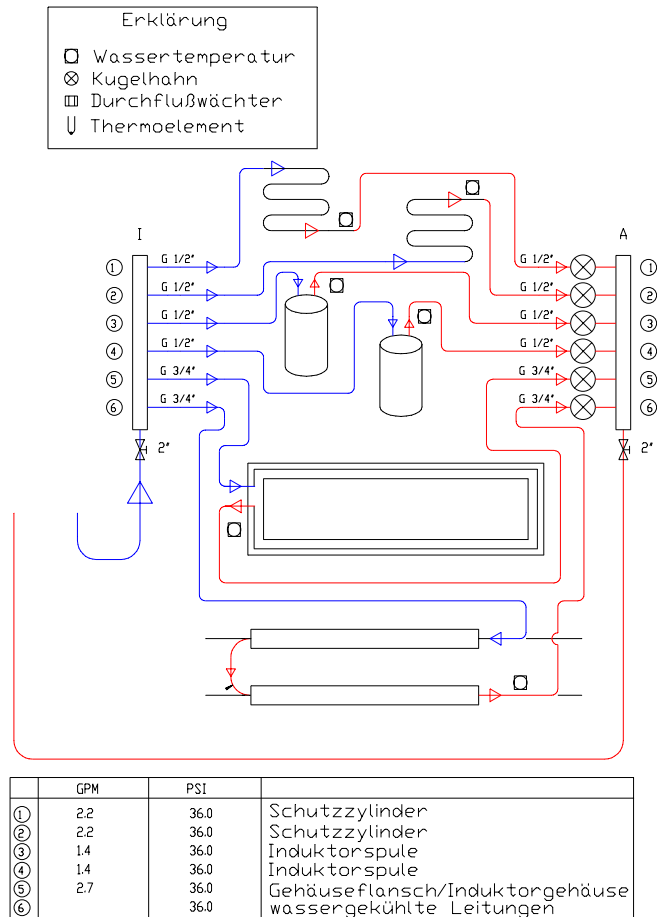 Erklärung
Wassertemperatur
Kugelhahn
Durchflußwächter
Thermoelement
I
A
1 G 1/2" G 1/2" 1
2 G 1/2" G 1/2" 2
3 G 1/2" G 1/2" 3
4 G 1/2" G 1/2" 4
5 G 3/4" G 3/4" 5
6 G 3/4" G 3/4" 6
2" 2"
GPM PSI
1 2.2 36.0 Schutzzylinder
2 2.2 36.0 Schutzzylinder
3 1.4 36.0 Induktorspule
4 1.4 36.0 Induktorspule
5 2.7 36.0 Gehäuseflansch/Induktorgehäuse
6 36.0 wassergekühlte Leitungen